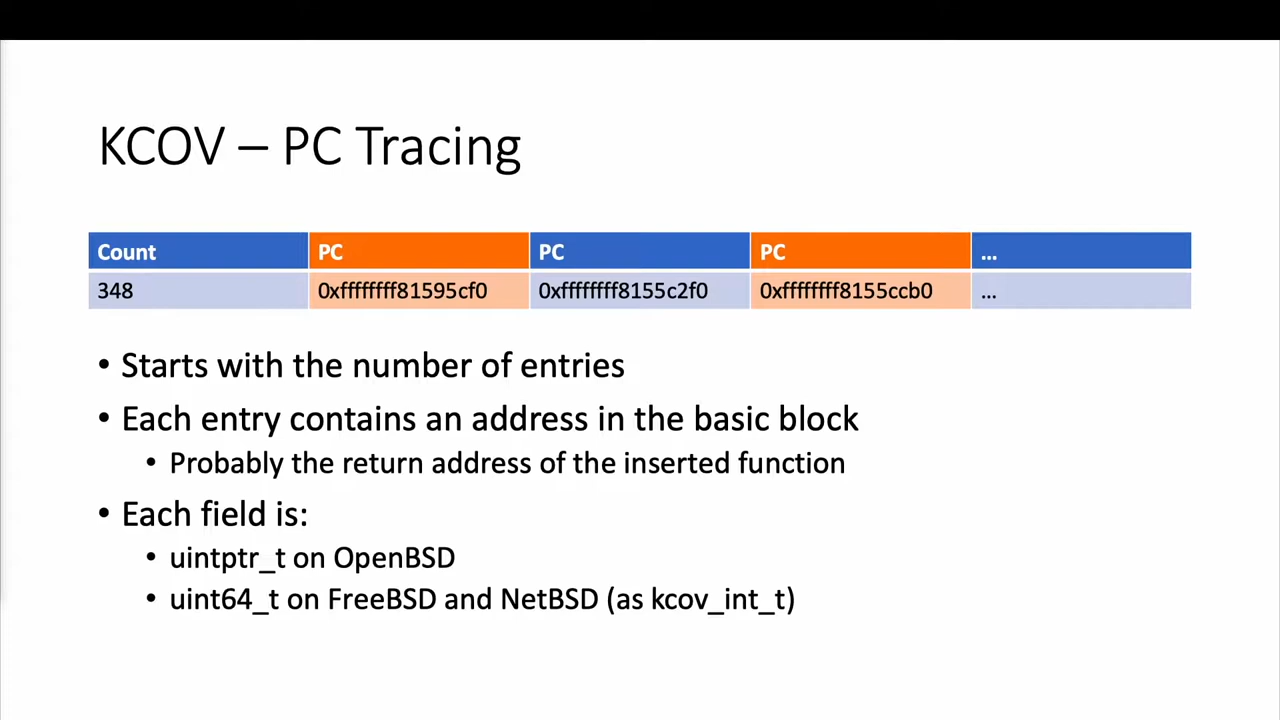 KCOV – PC Tracing
Count PC PC PC ...
348 0xffffffff81595cf0 0xffffffff8155c2f0 0xffffffff8155ccb0 ...
• Starts with the number of entries
• Each entry contains an address in the basic block
• Probably the return address of the inserted function
• Each field is:
• uintptr_t on OpenBSD
• uint64_t on FreeBSD and NetBSD (as kcov_int_t)